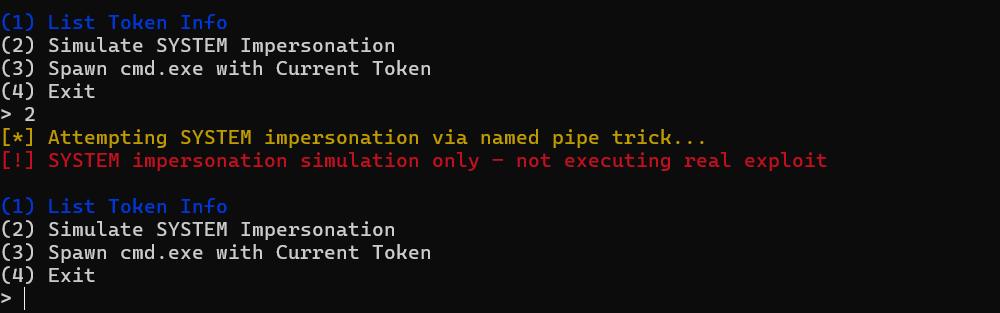 (1) List Token Info
(2) Simulate SYSTEM Impersonation
(3) Spawn cmd.exe with Current Token
(4) Exit
> 2
[*] Attempting SYSTEM impersonation via named pipe trick...
[!] SYSTEM impersonation simulation only – not executing real exploit
(1) List Token Info
(2) Simulate SYSTEM Impersonation
(3) Spawn cmd.exe with Current Token
(4) Exit
>